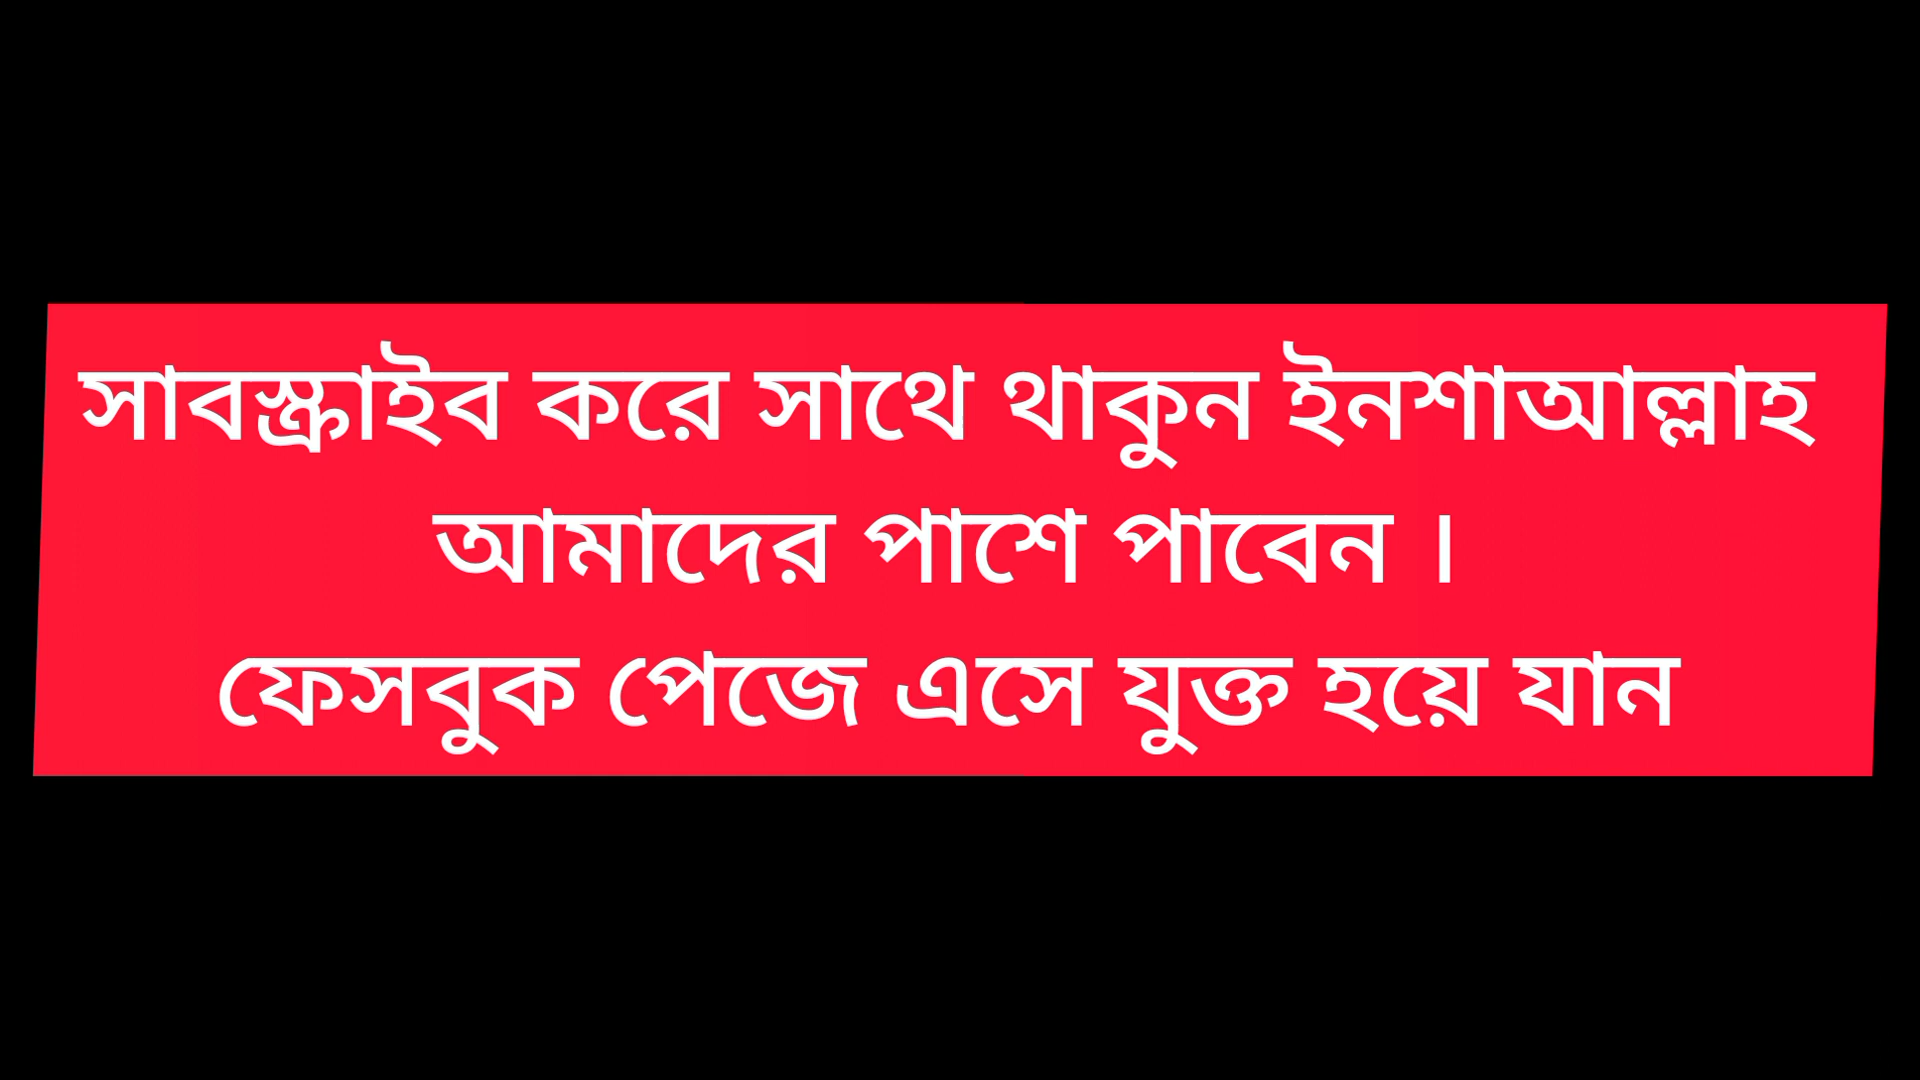 সাবস্ক্রাইব করে সাথে থাকুন ইনশাআল্লাহ
আমাদের পাশে পাবেন ।
ফেসবুক পেজে এসে যুক্ত হয়ে যান